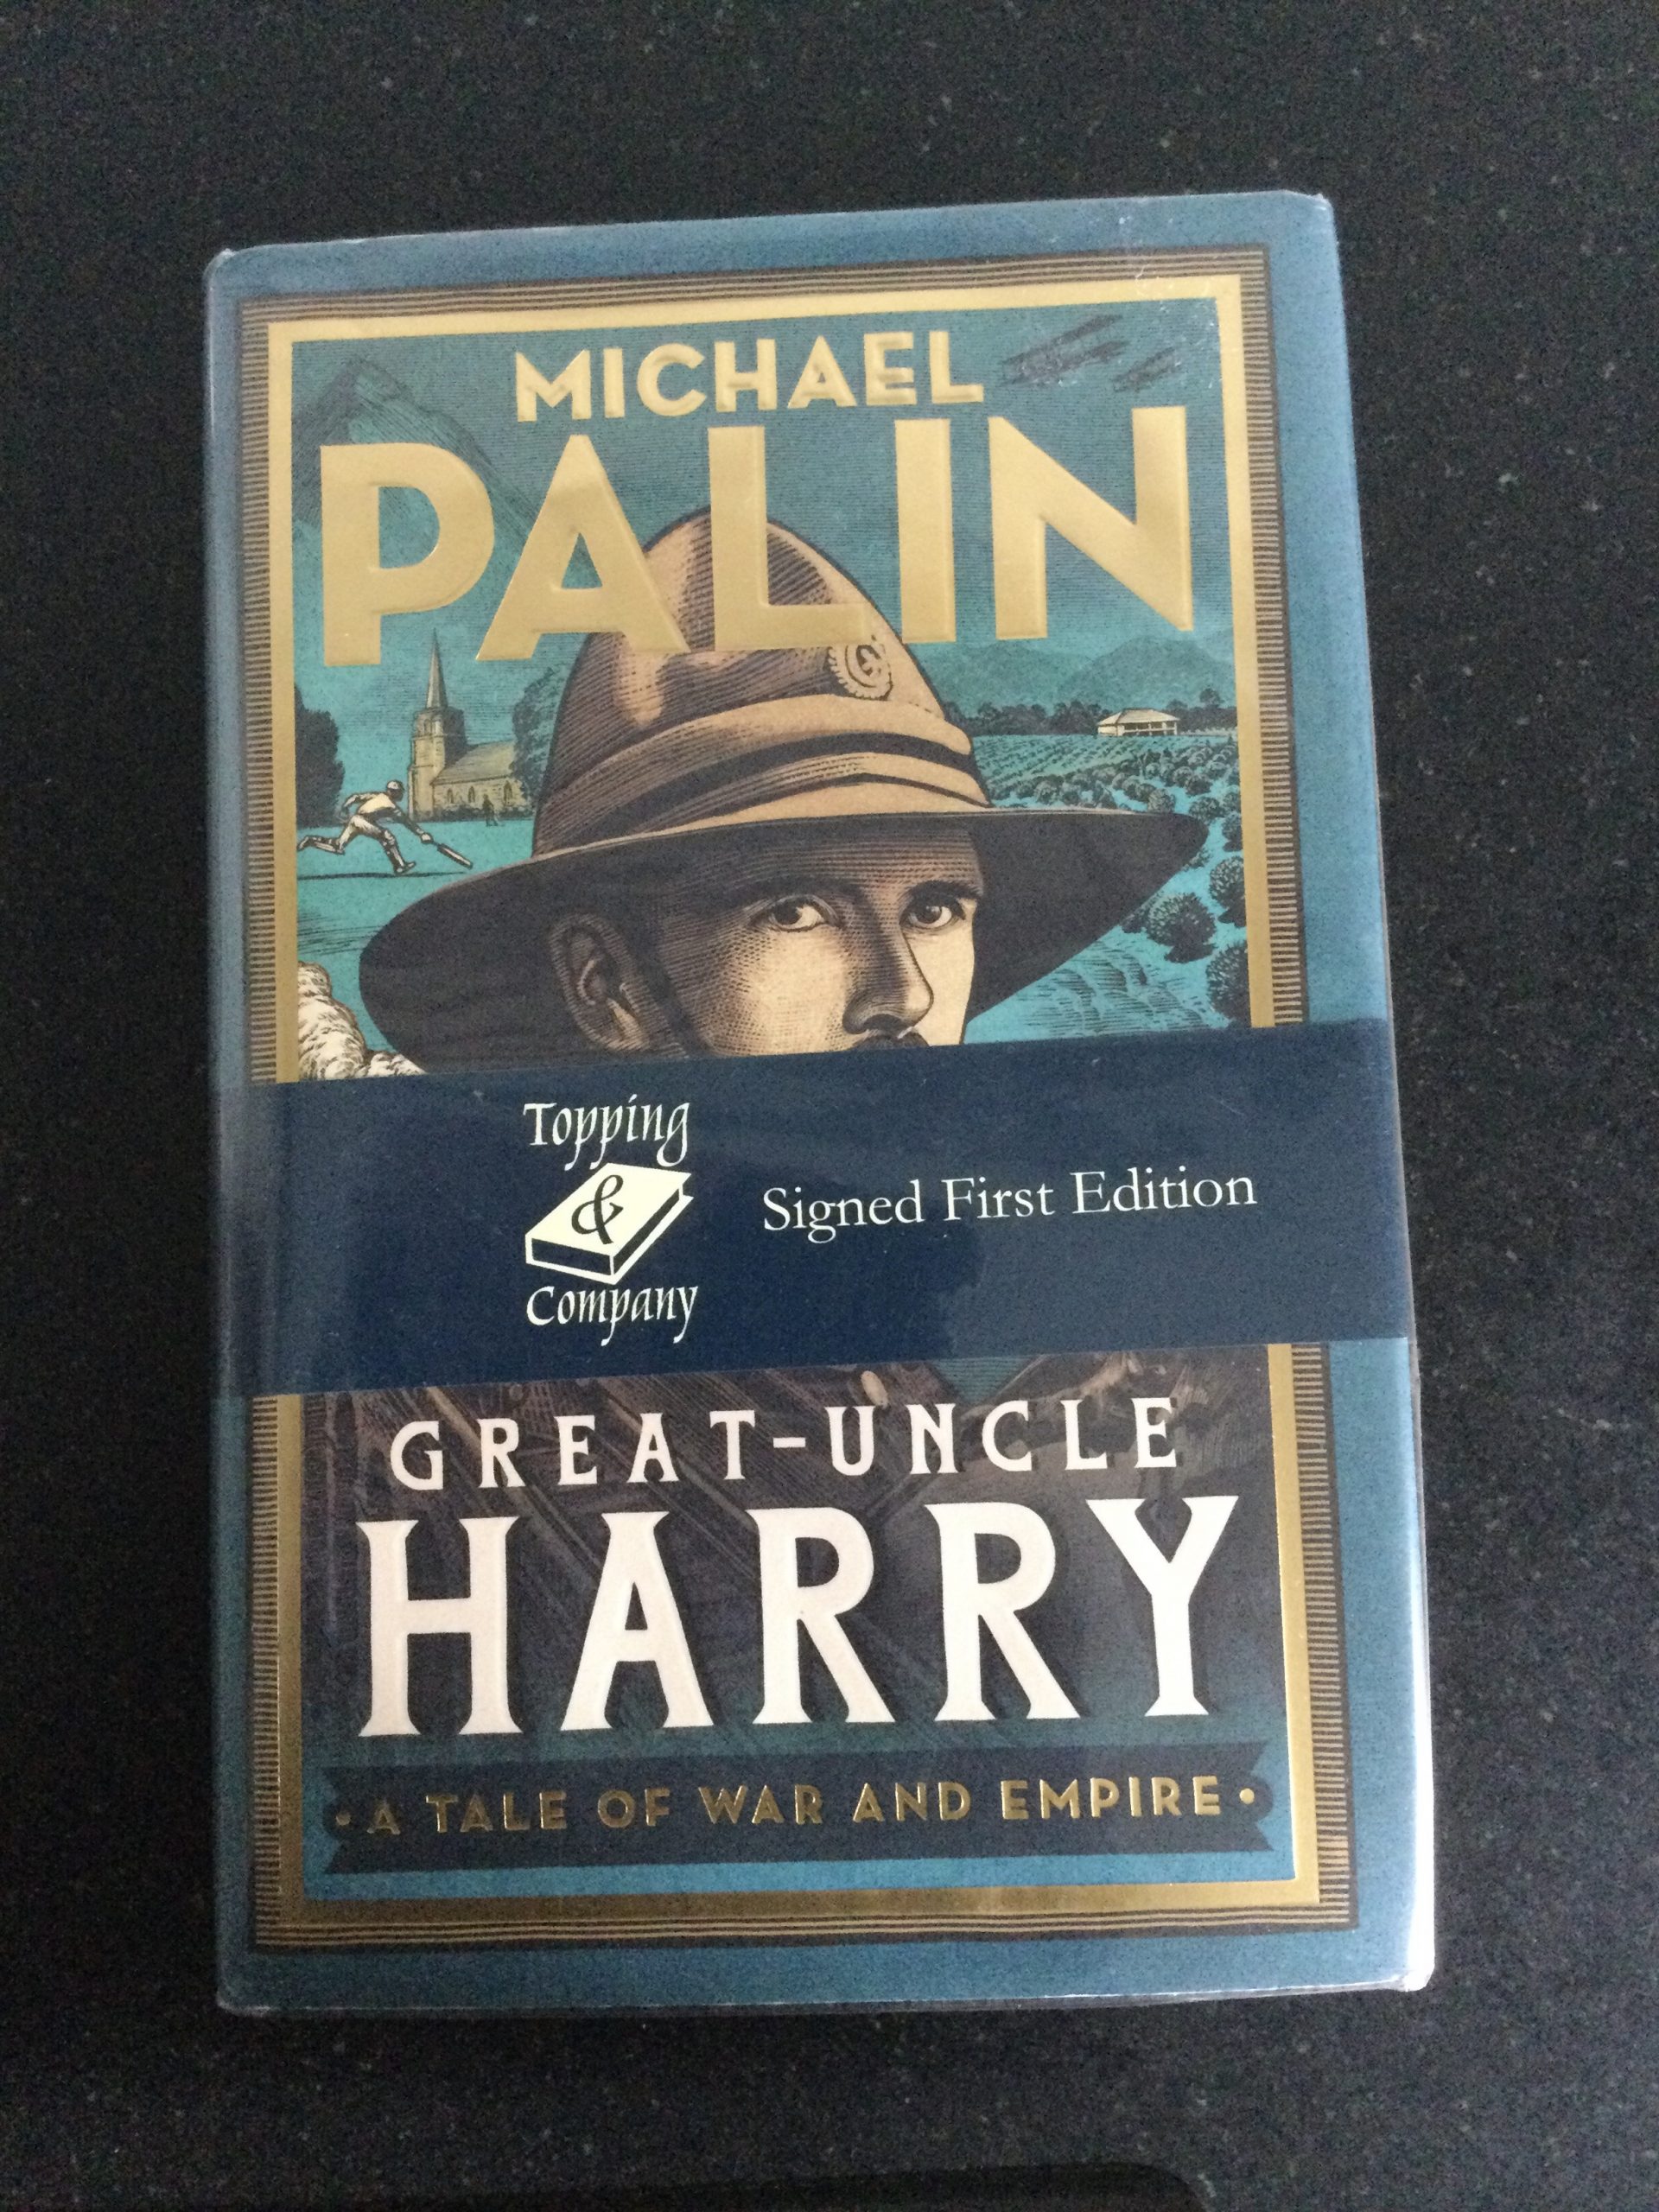 MICHAEL
PALIN
Topping
&
Company
Signed First Edition
GREAT-UNCLE
HARRY
• A TALE OF WAR AND EMPIRE •